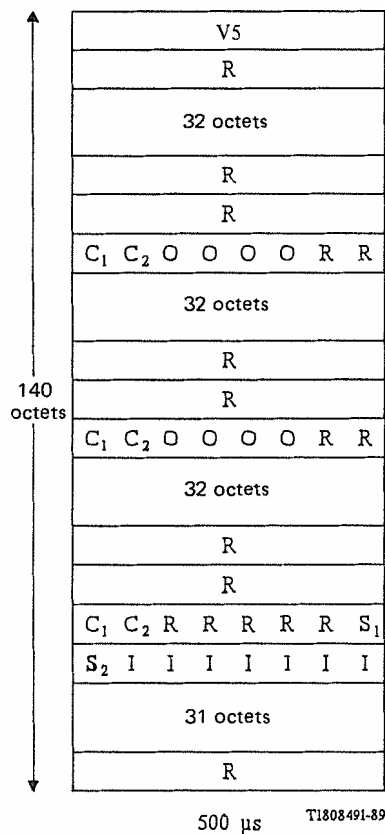 V5
R
32 octets
R
R
C₁ C₂ O O O O R R
32 octets
R
140
octets
R
C₁ C₂ O O O O R R
32 octets
R
R
C₁ C₂ R R R R R S₁
S₂ I I I I I I I
31 octets
R
500 µs
T1808491-89